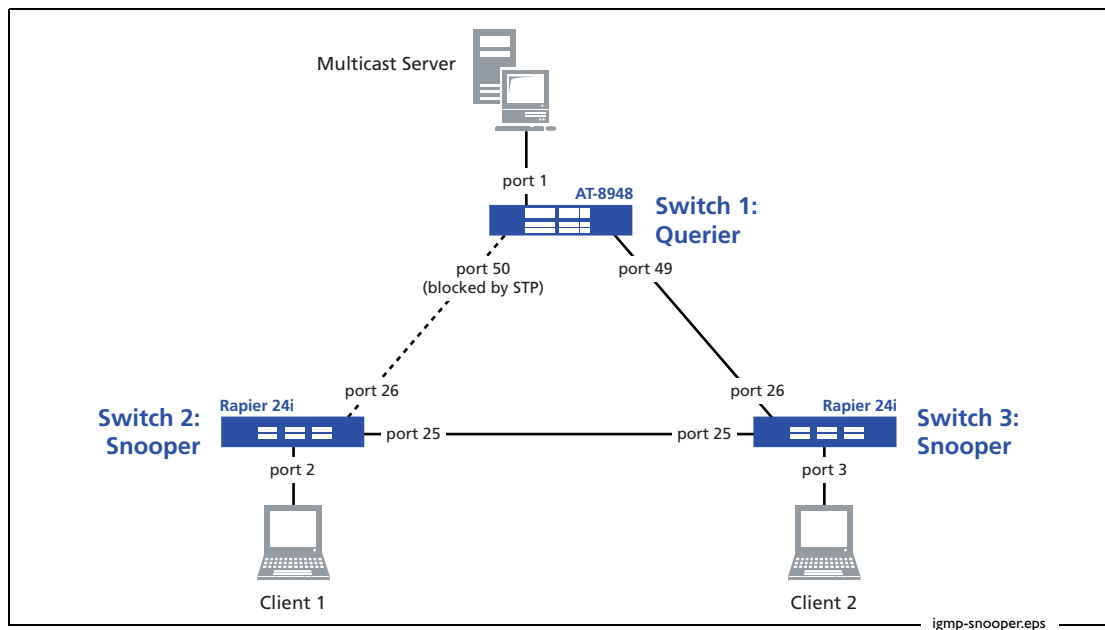 Multicast Server
port 1
AT-8948
Switch 1:
Querier
port 50
(blocked by STP)
port 49
port 26
port 26
Switch 2:
Snooper
Rapier 24i
port 25
port 25
Rapier 24i
Switch 3:
Snooper
port 2
port 3
Client 1
Client 2
igmp-snooper.eps